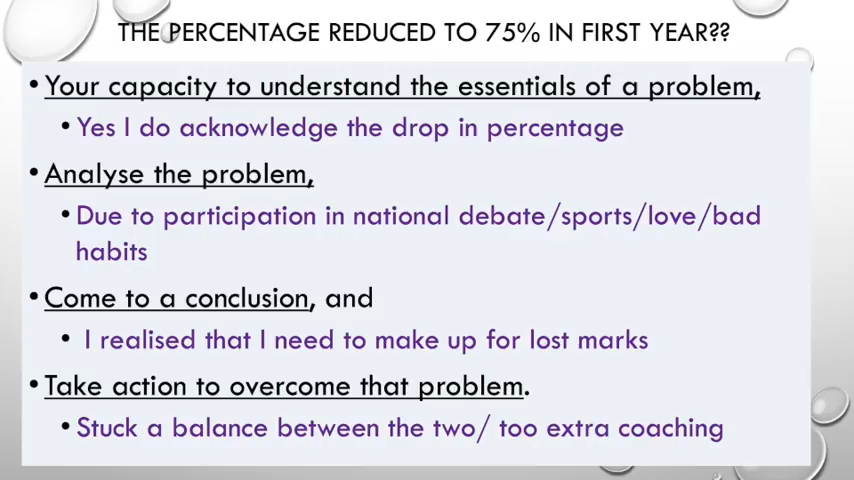 THE PERCENTAGE REDUCED TO 75% IN FIRST YEAR??
• Your capacity to understand the essentials of a problem,
• Yes I do acknowledge the drop in percentage
• Analyse the problem,
• Due to participation in national debate/sports/love/bad
habits
• Come to a conclusion, and
• I realised that I need to make up for lost marks
• Take action to overcome that problem.
• Stuck a balance between the two/ too extra coaching